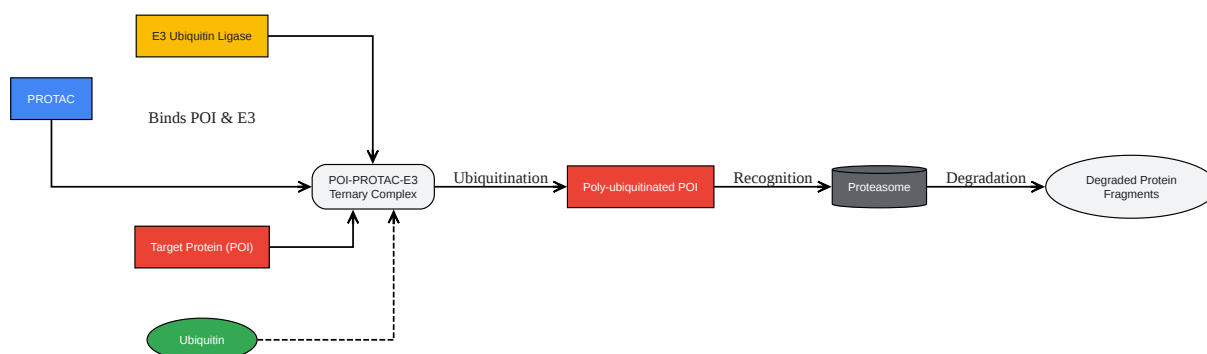 E3 Ubiquitin Ligase
PROTAC
Binds POI & E3
POI-PROTAC-E3
Ternary Complex
Ubiquitination
Poly-ubiquitinated POI
Recognition
Proteasome
Degradation
Degraded Protein
Fragments
Target Protein (POI)
Ubiquitin